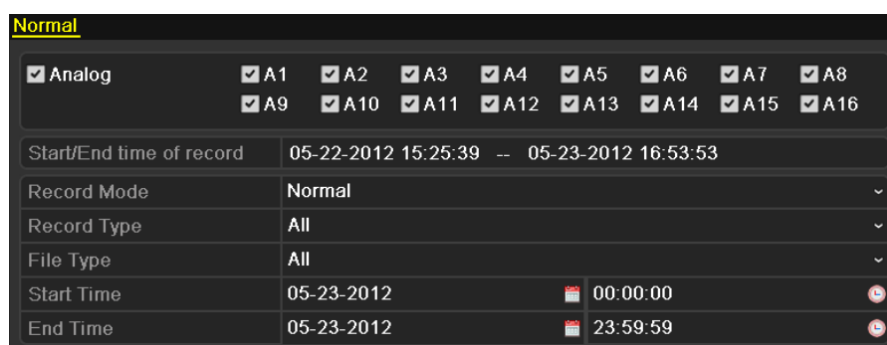 Normal
Analog A1 A2 A3 A4 A5 A6 A7 A8
A9 A10 A11 A12 A13 A14 A15 A16
Start/End time of record 05-22-2012 15:25:39 -- 05-23-2012 16:53:53
Record Mode Normal
Record Type All
File Type All
Start Time 05-23-2012 00:00:00
End Time 05-23-2012 23:59:59